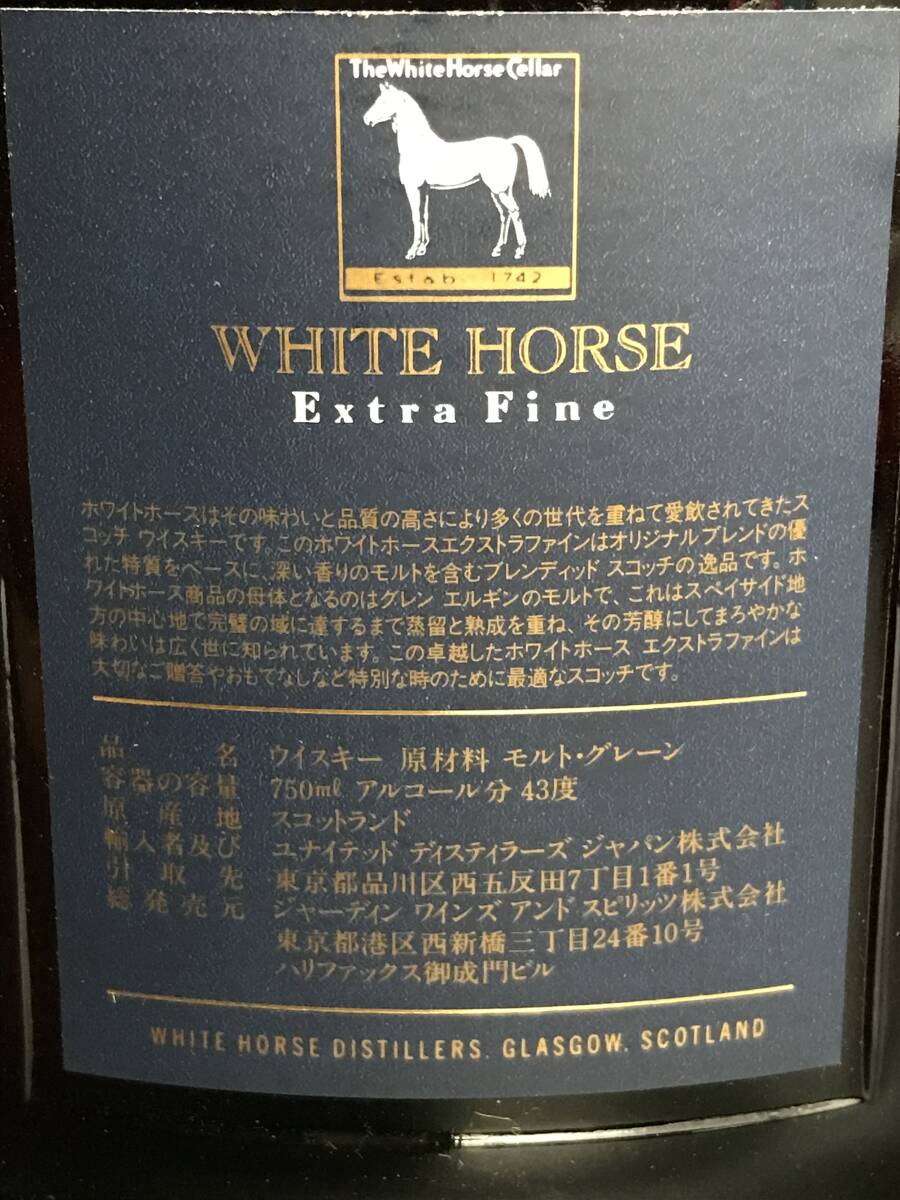 The White Horse Cellar
Estab. 1742
WHITE HORSE
Extra Fine
ホワイトホースはその味わいと品質の高さにより多くの世代を重ねて愛飲されてきたス
コッチ ウイスキーです。このホワイトホースエクストラファインはオリジナルブレンドの優
れた特質をベースに、深い香りのモルトを含むブレンディッド スコッチの逸品です。ホ
ワイトホース商品の母体となるのはグレン エルギンのモルトで、これはスペイサイド地
方の中心地で完璧の域に達するまで蒸留と熟成を重ね、その芳醇にしてまろやかな
味わいは広く世に知られています。この卓越したホワイトホース エクストラファインは
大切なご贈答やおもてなしなど特別な時のために最適なスコッチです。
品名 ウイスキー 原材料 モルト・グレーン
容器の容量 750ml アルコール分 43度
原産地 スコットランド
輸入者及び ユナイテッド ディスティラーズ ジャパン株式会社
引取先 東京都品川区西五反田7丁目1番1号
総発売元 ジャーディン ワインズ アンド スピリッツ株式会社
東京都港区西新橋三丁目24番10号
ハリファックス御成門ビル
WHITE HORSE DISTILLERS. GLASGOW. SCOTLAND